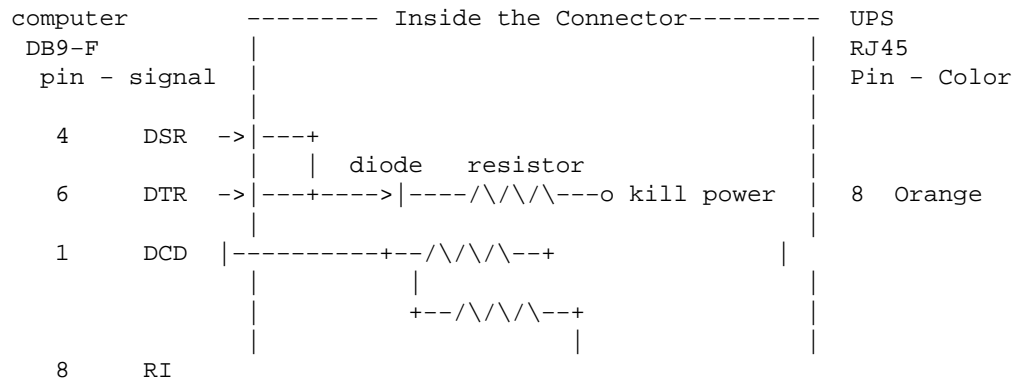 computer --------- Inside the Connector--------- UPS
DB9-F | | RJ45
pin - signal | | Pin - Color
| |
4 DSR ->|---+ |
| | diode resistor |
6 DTR ->|---+---->|----/\/\/\---o kill power | 8 Orange
| |
1 DCD |----------+--/\/\/\--+ |
| | |
| +--/\/\/\--+ |
| | |
8 RI